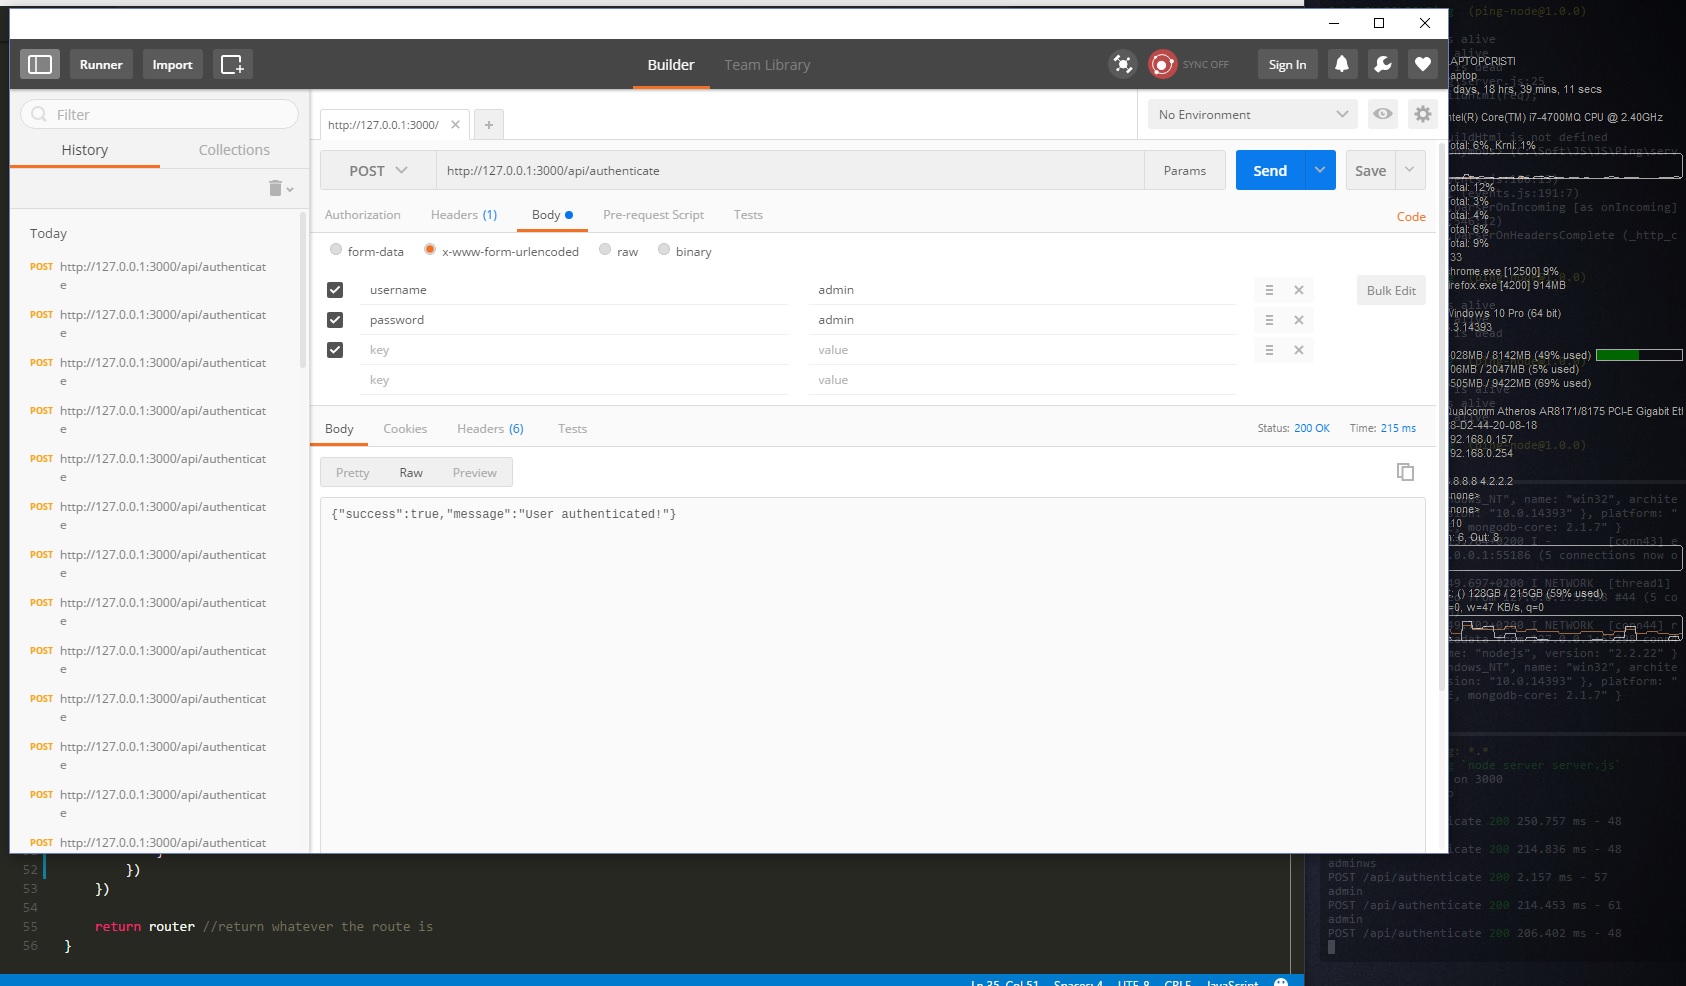 Runner
Import
Builder
Team Library
SYNC OFF
Sign In
Filter
History
Collections
Today
POST http://127.0.0.1:3000/api/authenticat
e
POST http://127.0.0.1:3000/api/authenticat
e
POST http://127.0.0.1:3000/api/authenticat
e
POST http://127.0.0.1:3000/api/authenticat
e
POST http://127.0.0.1:3000/api/authenticat
e
POST http://127.0.0.1:3000/api/authenticat
e
POST http://127.0.0.1:3000/api/authenticat
e
POST http://127.0.0.1:3000/api/authenticat
e
POST http://127.0.0.1:3000/api/authenticat
e
POST http://127.0.0.1:3000/api/authenticat
e
POST http://127.0.0.1:3000/api/authenticat
e
POST http://127.0.0.1:3000/api/authenticat
e
POST http://127.0.0.1:3000/api/authenticat
http://127.0.0.1:3000/
No Environment
POST http://127.0.0.1:3000/api/authenticate Params Send Save
Authorization Headers (1) Body Pre-request Script Tests Code
form-data x-www-form-urlencoded raw binary
username admin Bulk Edit
password admin
key value
key value
Body Cookies Headers (6) Tests Status: 200 OK Time: 215 ms
Pretty Raw Preview
{"success":true,"message":"User authenticated!"}
52 })
53 })
54
55 return router //return whatever the route is
56 }
Ln 35, Col 51 Spaces: 4 UTF-8 CRLF JavaScript
(ping-node@1.0.0)
alive
APTOPCRISTI
aptop
days, 18 hrs, 39 mins, 11 secs
ntel(R) Core(TM) i7-4700MQ CPU @ 2.40GHz
is not defined
otal: 6%, Krnl: 1%
otal: 12%
otal: 3%
otal: 4%
otal: 6%
otal: 9%
33
hrome.exe [12500] 9%
irefox.exe [4200] 914MB
Windows 10 Pro (64 bit)
.3.14393
028MB / 8142MB (49% used)
06MB / 2047MB (5% used)
505MB / 9422MB (69% used)
Qualcomm Atheros AR8171/8175 PCI-E Gigabit Etl
8-D2-44-20-08-18
92.168.0.157
92.168.0.254
.8.8.8 4.2.2.2
none>
none>
10
n: 6, Out: 8
.0.0.1:55186 (5 connections now o
: () 128GB / 215GB (59% used)
=0, w=47 KB/s, q=0
me: "nodejs", version: "2.2.22" }
ndows_NT", name: "win32", archite
sion: "10.0.14393" }, platform: "
E, mongodb-core: 2.1.7" }
g: *.*
`node server server.js`
on 3000
icate 200 250.757 ms - 48
icate 200 214.836 ms - 48
adminws
POST /api/authenticate 200 2.157 ms - 57
admin
POST /api/authenticate 200 214.453 ms - 61
admin
POST /api/authenticate 200 206.402 ms - 48